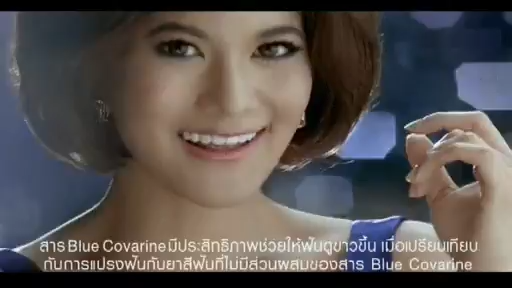 สาร Blue Covarine มีประสิทธิภาพช่วยให้ฟันดูขาวขึ้น เมื่อเปรียบเทียบ
กับการแปรงฟันกับยาสีฟันที่ไม่มีส่วนผสมของสาร Blue Covarine